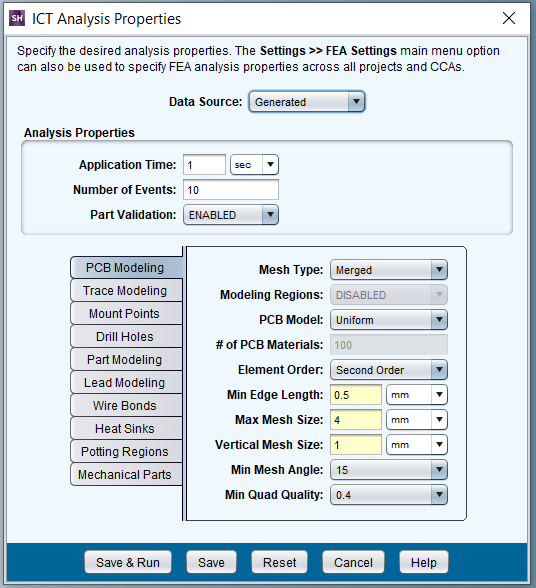 SH ICT Analysis Properties
Specify the desired analysis properties. The Settings >> FEA Settings main menu option
can also be used to specify FEA analysis properties across all projects and CCAs.
Data Source: Generated
Analysis Properties
Application Time: 1 sec
Number of Events: 10
Part Validation: ENABLED
PCB Modeling
Trace Modeling
Mount Points
Drill Holes
Part Modeling
Lead Modeling
Wire Bonds
Heat Sinks
Potting Regions
Mechanical Parts
Mesh Type: Merged
Modeling Regions: DISABLED
PCB Model: Uniform
# of PCB Materials: 100
Element Order: Second Order
Min Edge Length: 0.5 mm
Max Mesh Size: 4 mm
Vertical Mesh Size: 1 mm
Min Mesh Angle: 15
Min Quad Quality: 0.4
Save & Run Save Reset Cancel Help